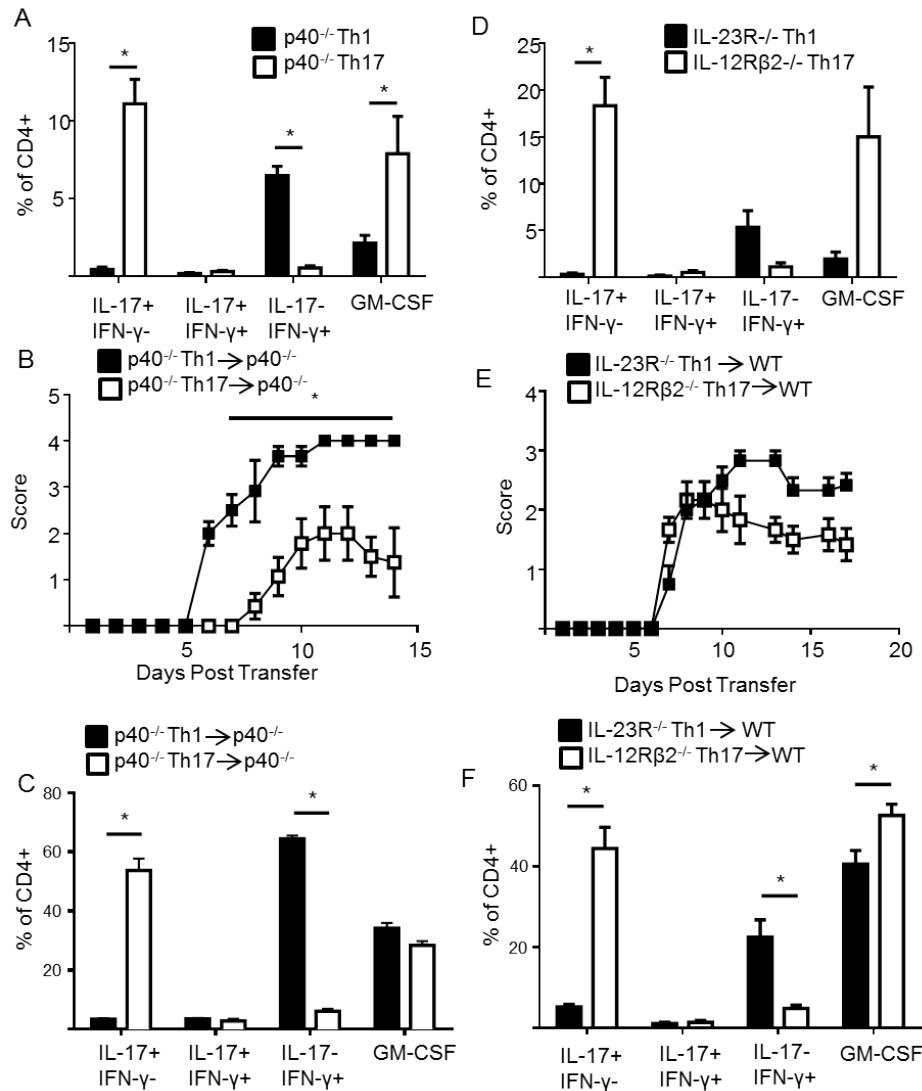 A
p40-/- Th1
p40-/- Th17
15
10
5
% of CD4+
*
*
*
IL-17+ IL-17+ IL-17- GM-CSF
IFN-γ- IFN-γ+ IFN-γ+
D
IL-23R-/- Th1
IL-12Rβ2-/- Th17
25
20
15
10
5
% of CD4+
*
IL-17+ IL-17+ IL-17- GM-CSF
IFN-γ- IFN-γ+ IFN-γ+
B
p40-/- Th1→p40-/-
p40-/- Th17→p40-/-
*
4
3
2
1
Score
5 10 15
Days Post Transfer
E
IL-23R-/- Th1→WT
IL-12Rβ2-/- Th17→WT
4
3
2
1
Score
5 10 15 20
Days Post Transfer
C
p40-/- Th1→p40-/-
p40-/- Th17→p40-/-
80
60
40
20
% of CD4+
*
*
IL-17+ IL-17+ IL-17- GM-CSF
IFN-γ- IFN-γ+ IFN-γ+
F
IL-23R-/- Th1→WT
IL-12Rβ2-/- Th17→WT
60
40
20
% of CD4+
*
*
*
IL-17+ IL-17+ IL-17- GM-CSF
IFN-γ- IFN-γ+ IFN-γ+